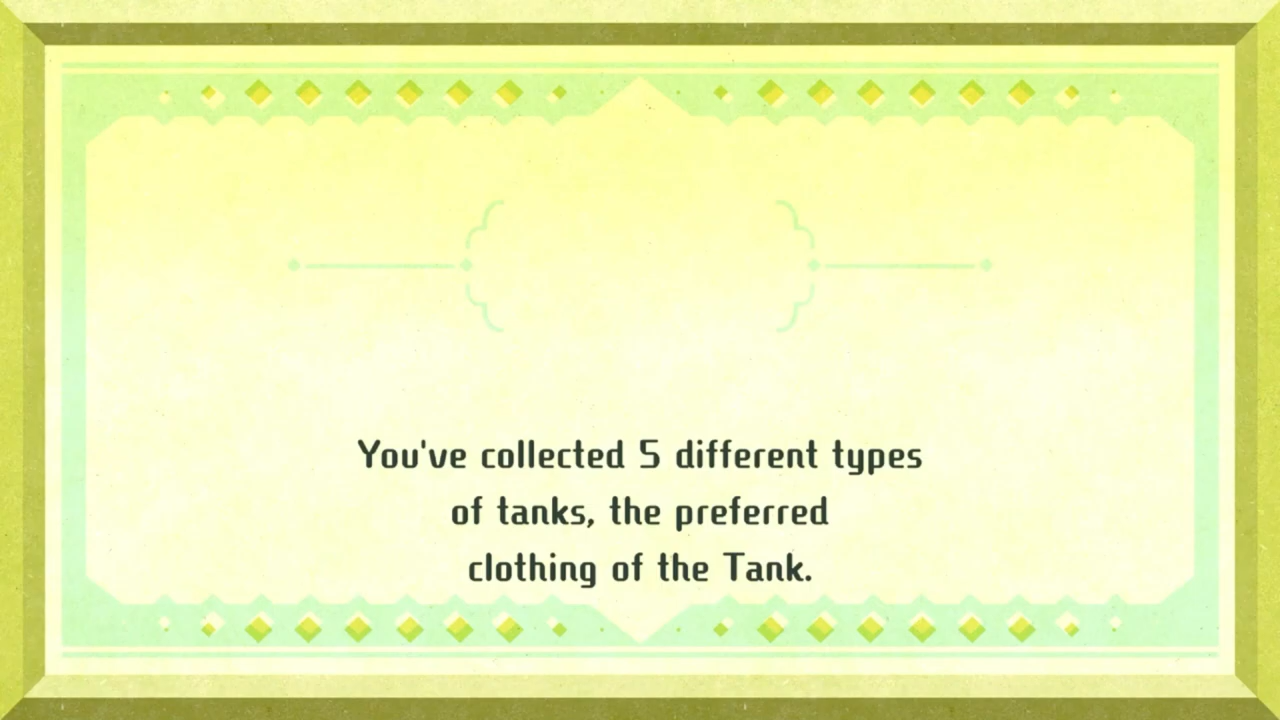 You've collected 5 different types
of tanks, the preferred
clothing of the Tank.